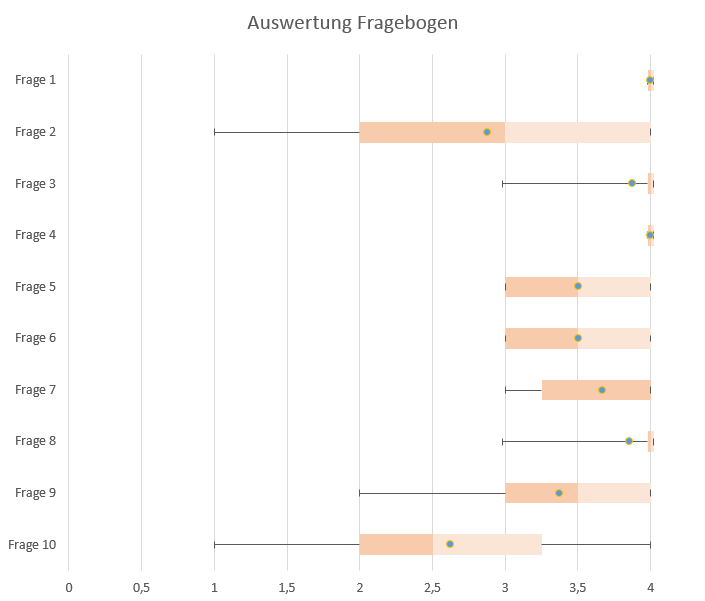 Auswertung Fragebogen
Frage 1
Frage 2
Frage 3
Frage 4
Frage 5
Frage 6
Frage 7
Frage 8
Frage 9
Frage 10
0 0,5 1 1,5 2 2,5 3 3,5 4